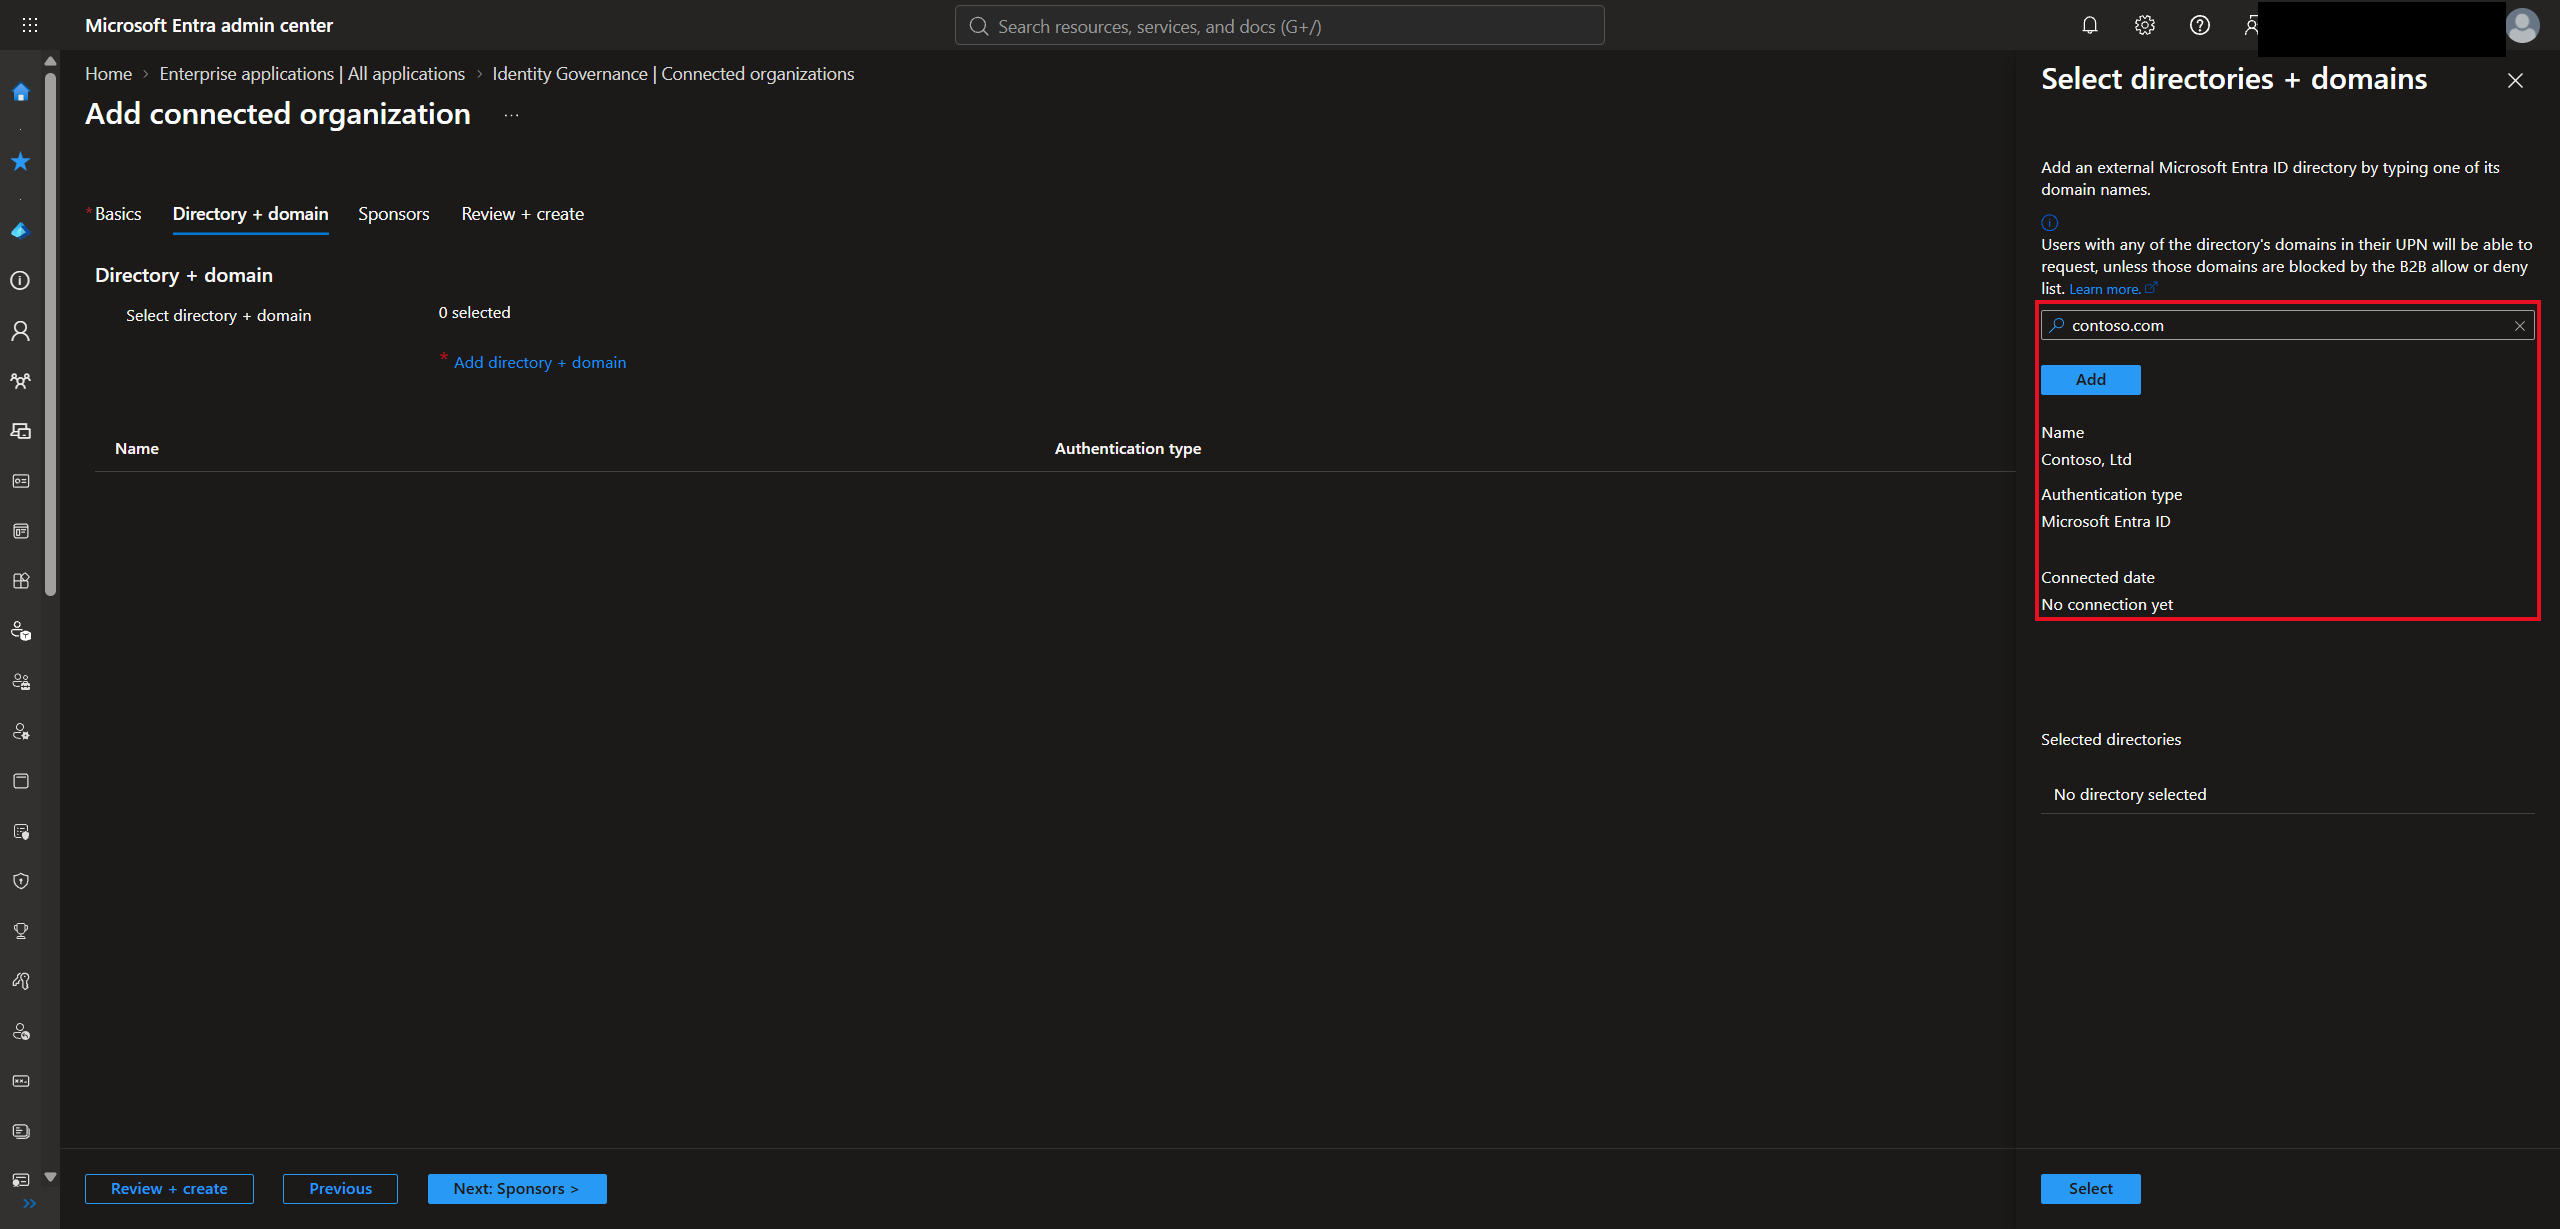 Microsoft Entra admin center
Search resources, services, and docs (G+/)
Home > Enterprise applications | All applications > Identity Governance | Connected organizations
Add connected organization ...
* Basics
Directory + domain
Sponsors
Review + create
Directory + domain
Select directory + domain
0 selected
* Add directory + domain
Name
Authentication type
Review + create
Previous
Next: Sponsors >
Select directories + domains
Add an external Microsoft Entra ID directory by typing one of its
domain names.
Users with any of the directory's domains in their UPN will be able to
request, unless those domains are blocked by the B2B allow or deny
list. Learn more.
contoso.com
Add
Name
Contoso, Ltd
Authentication type
Microsoft Entra ID
Connected date
No connection yet
Selected directories
No directory selected
Select